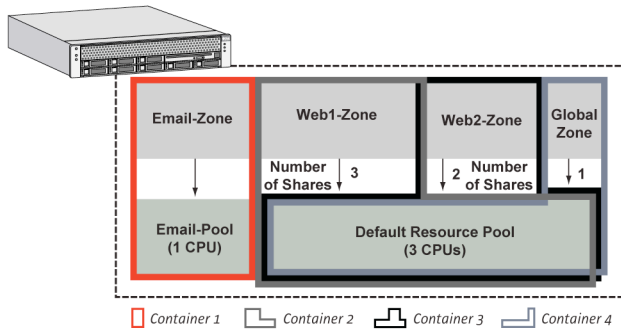 Email-Zone
Web1-Zone
Web2-Zone
Global
Zone
Number
of Shares
3
2
Number
of Shares
1
Email-Pool
(1 CPU)
Default Resource Pool
(3 CPUs)
Container 1
Container 2
Container 3
Container 4